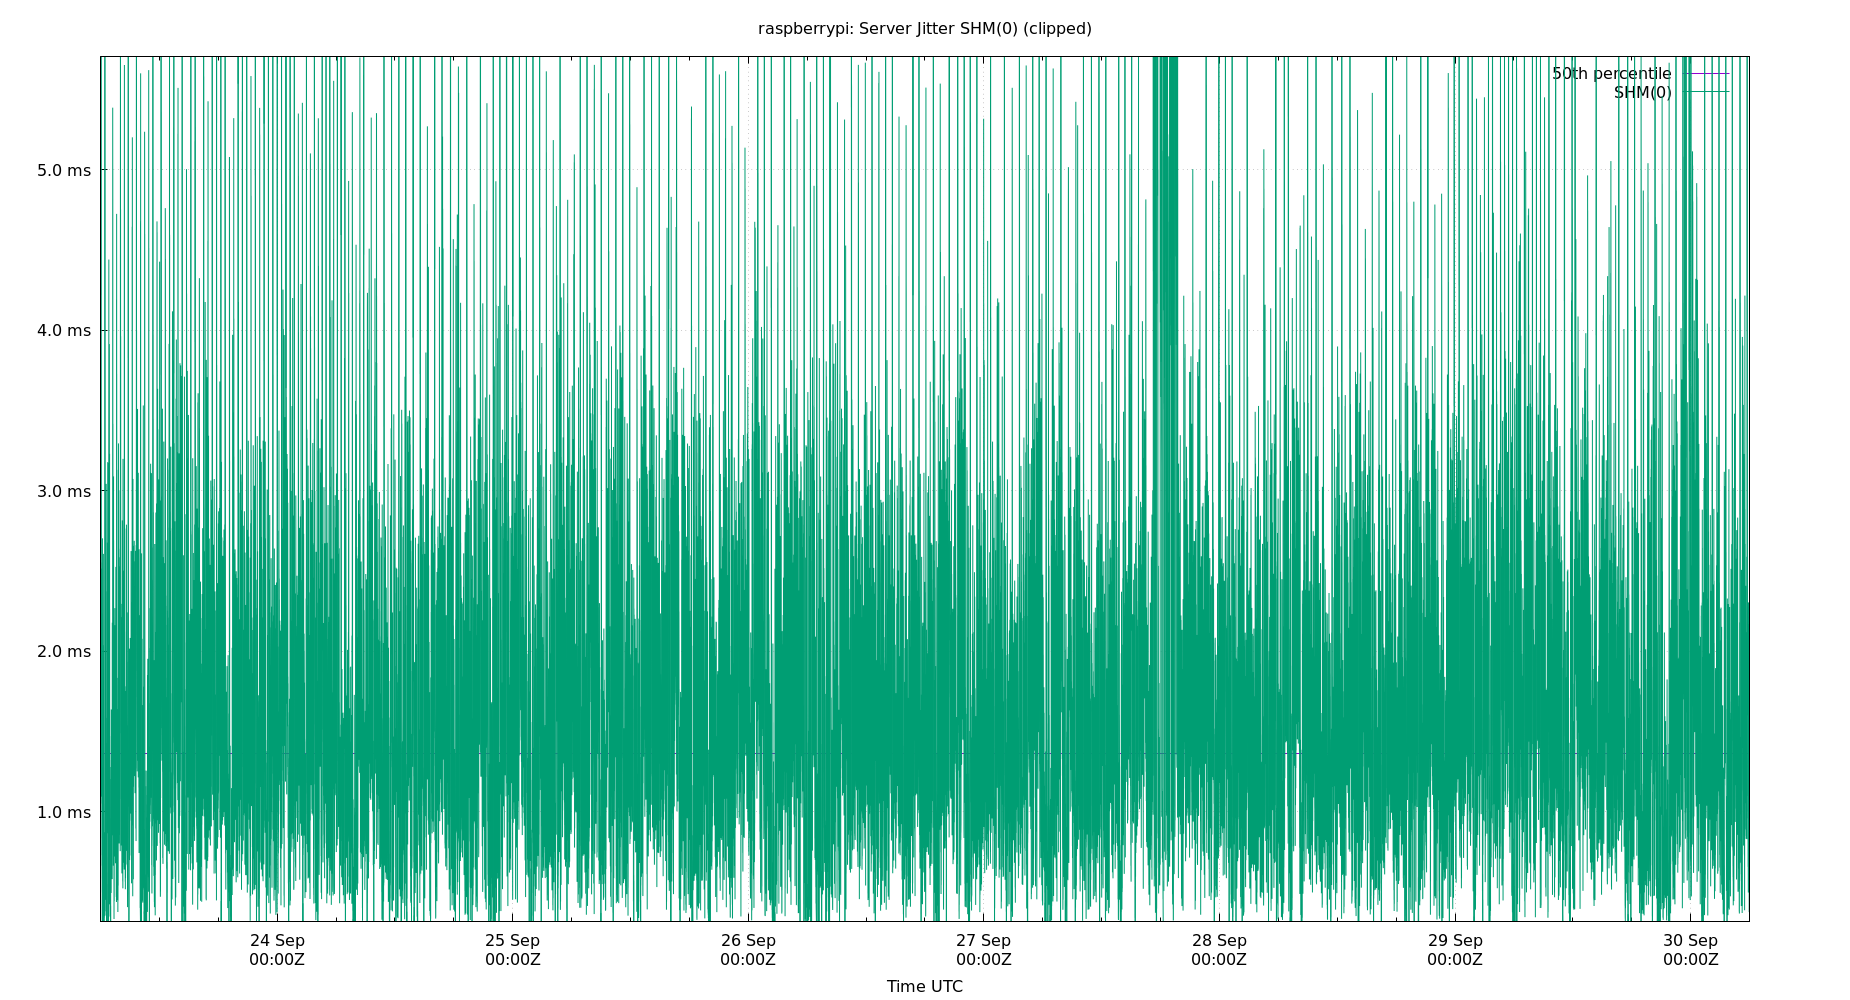 raspberrypi: Server Jitter SHM(0) (clipped)
50th percentile
SHM(0)
5.0 ms
4.0 ms
3.0 ms
2.0 ms
1.0 ms
24 Sep 25 Sep 26 Sep 27 Sep 28 Sep 29 Sep 30 Sep
00:00Z 00:00Z 00:00Z 00:00Z 00:00Z 00:00Z 00:00Z
Time UTC